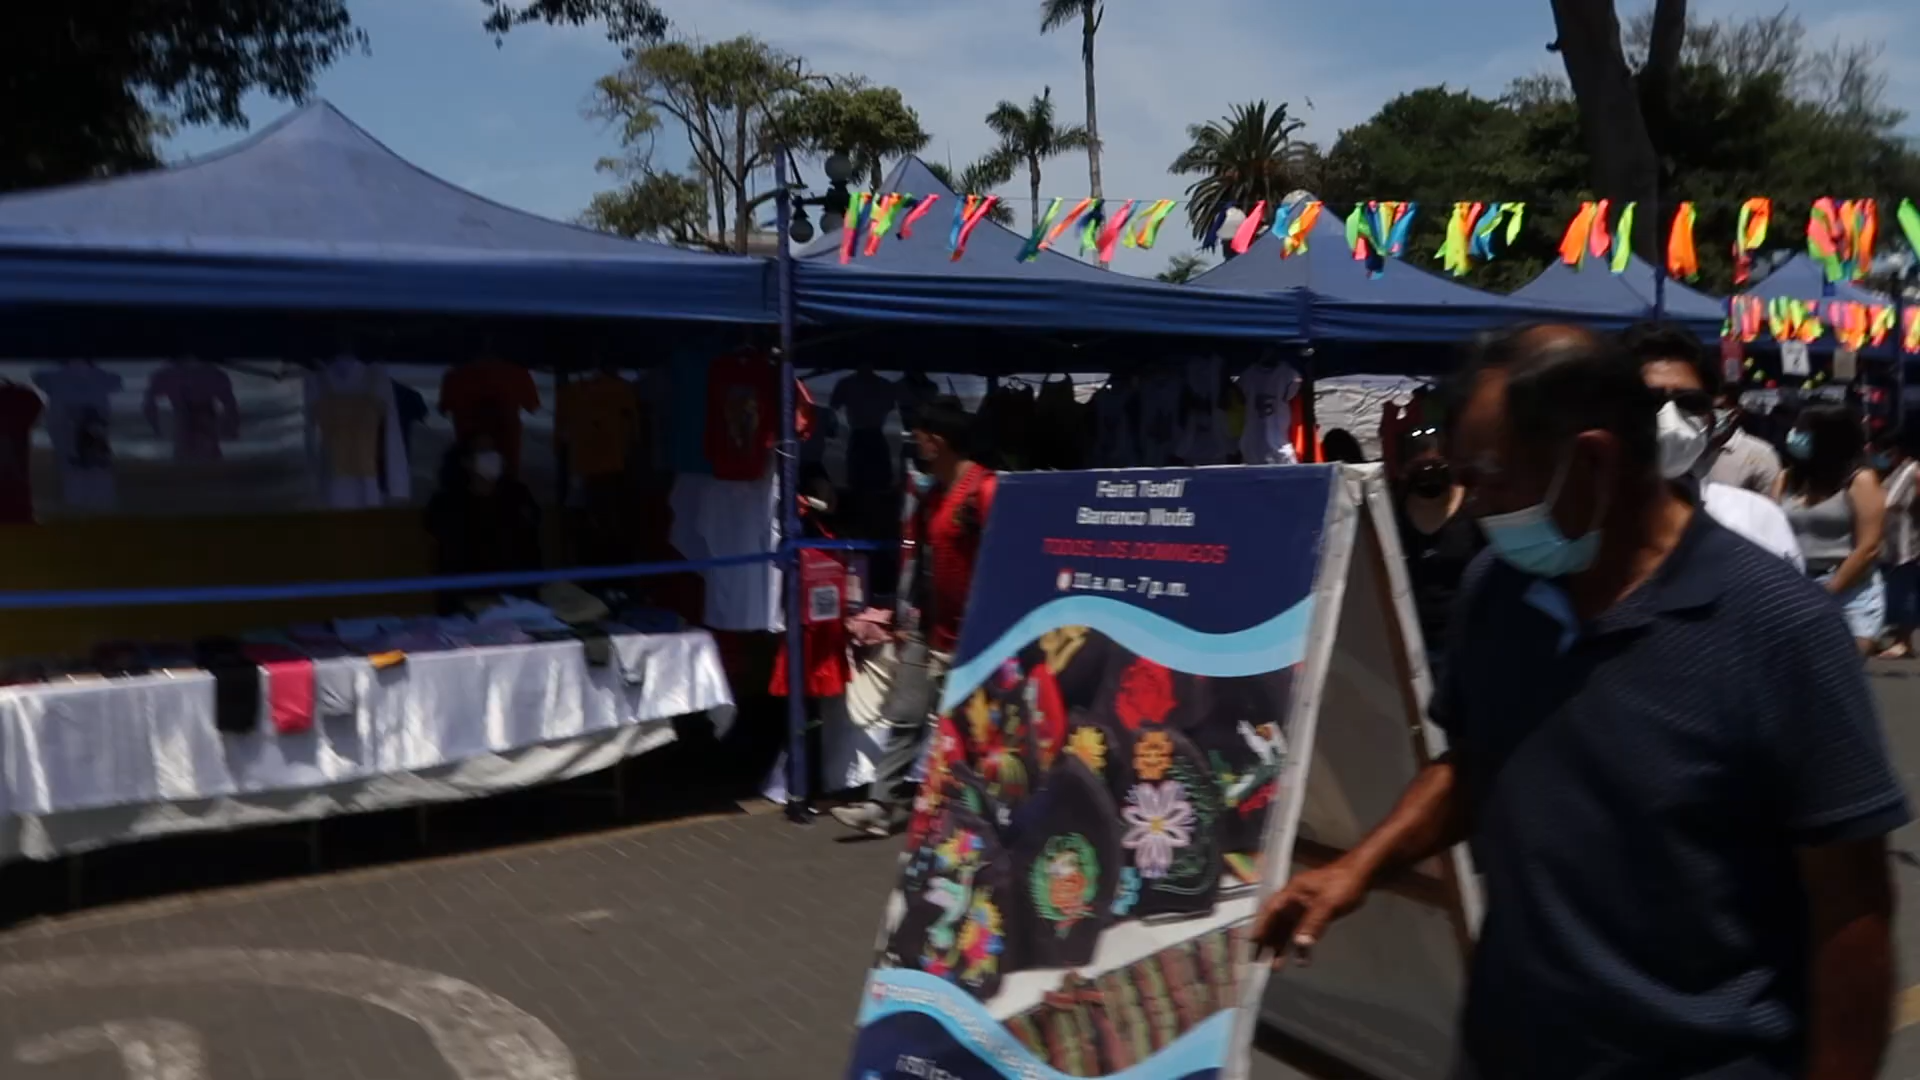 Feria Textil
Barranco Moda
TODOS LOS DOMINGOS
11 a. m. - 7 p. m.